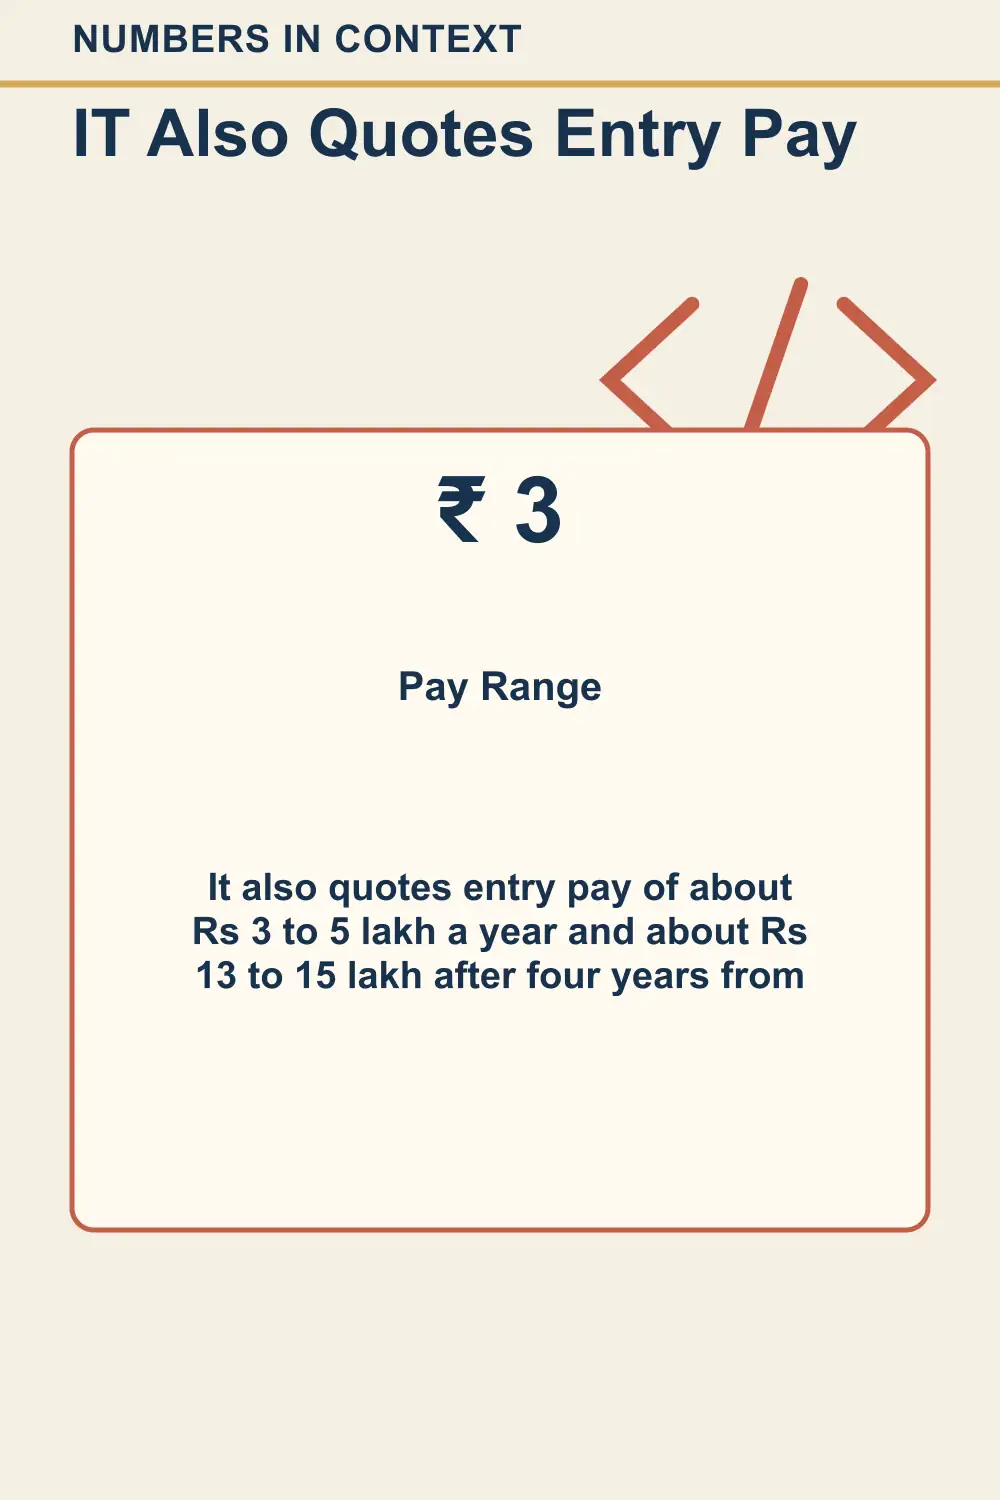 NUMBERS IN CONTEXT
IT Also Quotes Entry Pay
₹ 3
Pay Range
It also quotes entry pay of about
Rs 3 to 5 lakh a year and about Rs
13 to 15 lakh after four years from